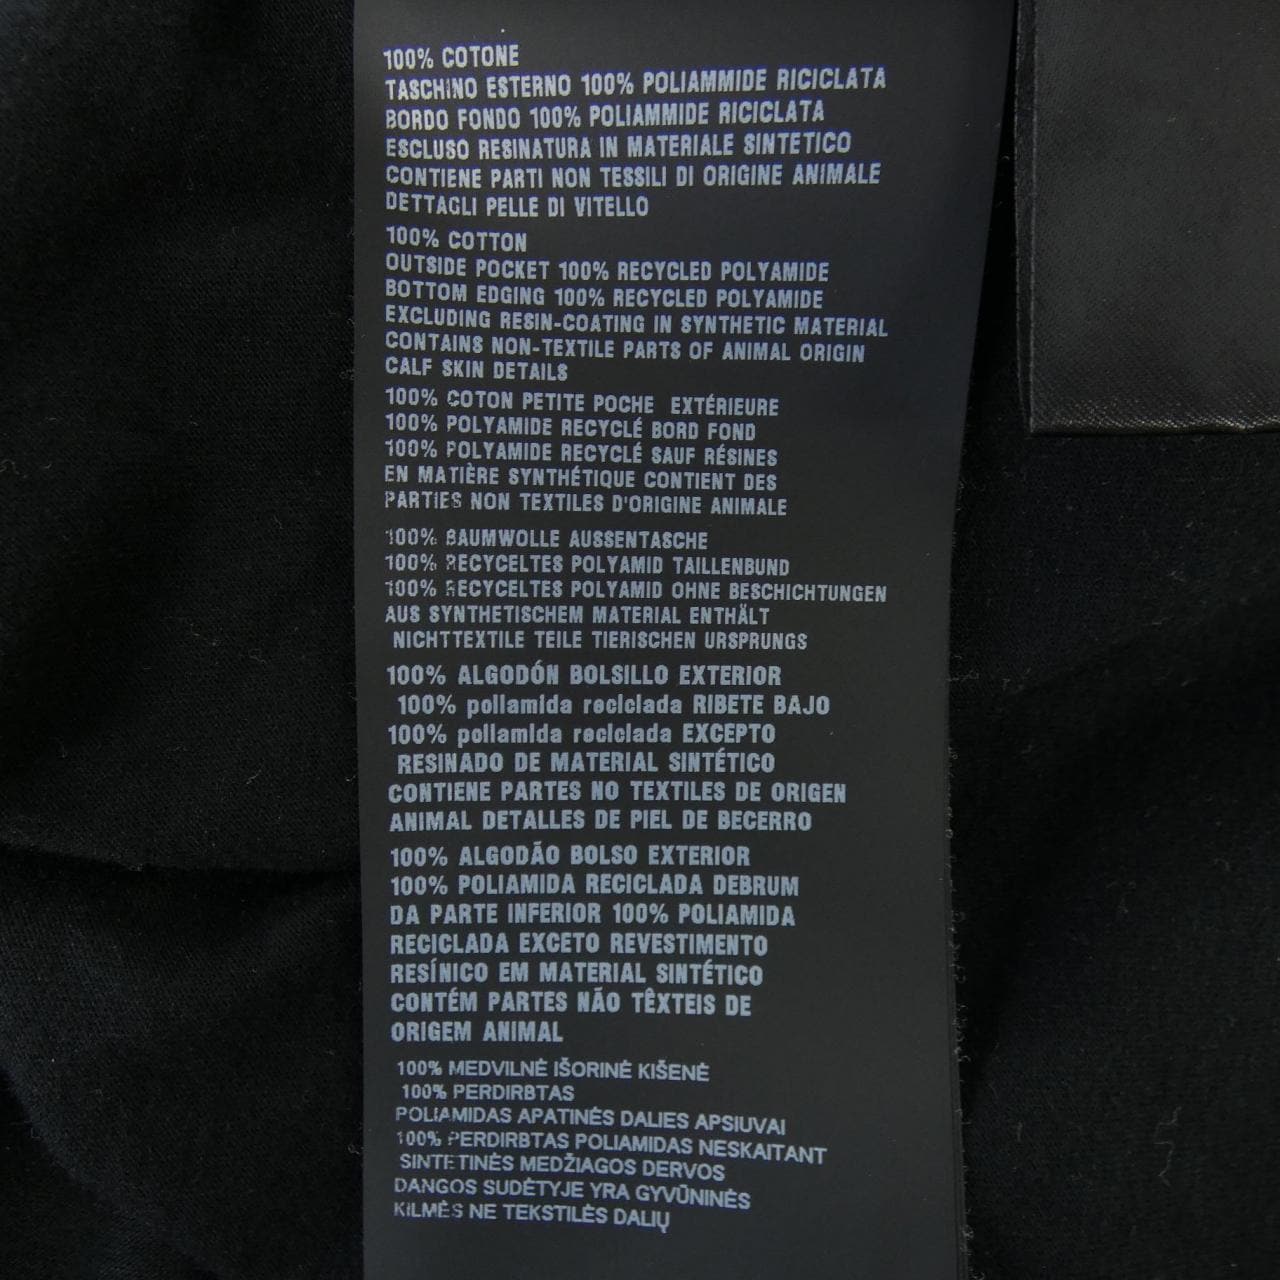 100% COTONE
TASCHINO ESTERNO 100% POLIAMMIDE RICICLATA
BORDO FONDO 100% POLIAMMIDE RICICLATA
ESCLUSO RESINATURA IN MATERIALE SINTETICO
CONTIENE PARTI NON TESSILI DI ORIGINE ANIMALE
DETTAGLI PELLE DI VITELLO
100% COTTON
OUTSIDE POCKET 100% RECYCLED POLYAMIDE
BOTTOM EDGING 100% RECYCLED POLYAMIDE
EXCLUDING RESIN-COATING IN SYNTHETIC MATERIAL
CONTAINS NON-TEXTILE PARTS OF ANIMAL ORIGIN
CALF SKIN DETAILS
100% COTON PETITE POCHE EXTÉRIEURE
100% POLYAMIDE RECYCLÉ BORD FOND
100% POLYAMIDE RECYCLÉ SAUF RÉSINES
EN MATIÈRE SYNTHÉTIQUE CONTIENT DES
PARTIES NON TEXTILES D'ORIGINE ANIMALE
100% BAUMWOLLE AUSSENTASCHE
100% RECYCELTES POLYAMID TAILLENBUND
100% RECYCELTES POLYAMID OHNE BESCHICHTUNGEN
AUS SYNTHETISCHEM MATERIAL ENTHÄLT
NICHTTEXTILE TEILE TIERISCHEN URSPRUNGS
100% ALGODÓN BOLSILLO EXTERIOR
100% poliamida reciclada RIBETE BAJO
100% poliamida reciclada EXCEPTO
RESINADO DE MATERIAL SINTÉTICO
CONTIENE PARTES NO TEXTILES DE ORIGEN
ANIMAL DETALLES DE PIEL DE BECERRO
100% ALGODÃO BOLSO EXTERIOR
100% POLIAMIDA RECICLADA DEBRUM
DA PARTE INFERIOR 100% POLIAMIDA
RECICLADA EXCETO REVESTIMENTO
RESÍNICO EM MATERIAL SINTÉTICO
CONTÉM PARTES NÃO TÊXTEIS DE
ORIGEM ANIMAL
100% MEDVILNĖ IŠORINĖ KIŠENĖ
100% PERDIRBTAS
POLIAMIDAS APATINĖS DALIES APSIUVAI
100% PERDIRBTAS POLIAMIDAS NESKAITANT
SINTETINĖS MEDŽIAGOS DERVOS
DANGOS SUDĖTYJE YRA GYVŪNINĖS
KILMĖS NE TEKSTILĖS DALIŲ